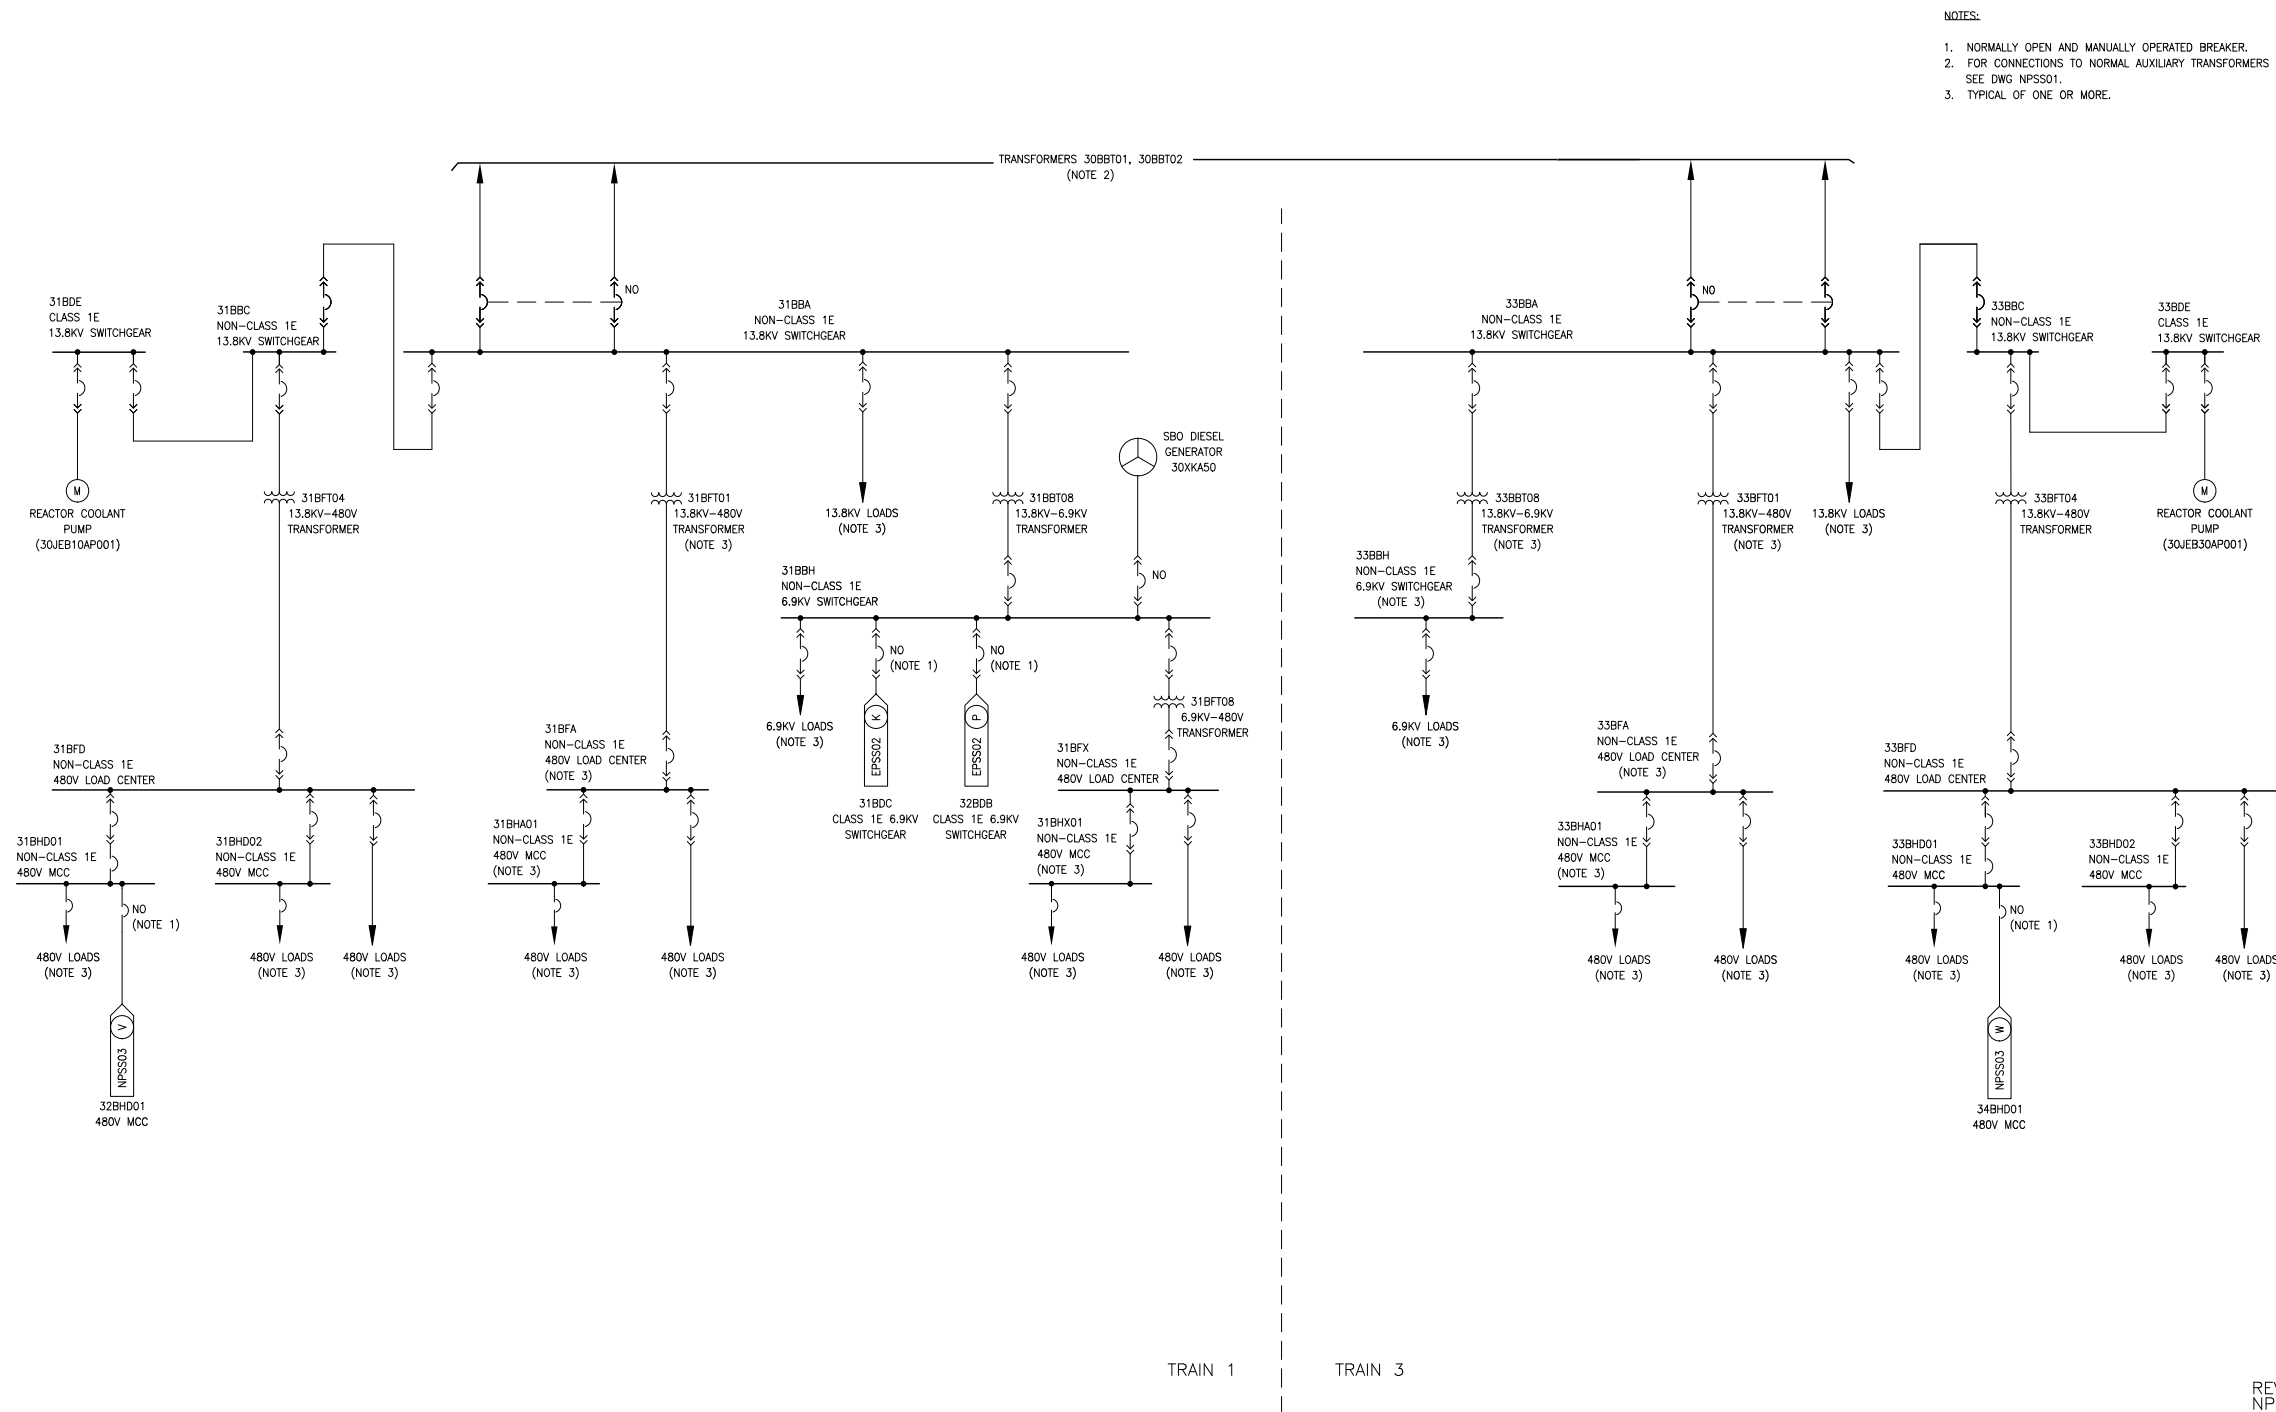 NOTES:
1. NORMALLY OPEN AND MANUALLY OPERATED BREAKER.
2. FOR CONNECTIONS TO NORMAL AUXILIARY TRANSFORMERS
SEE DWG NPSS01.
3. TYPICAL OF ONE OR MORE.
TRANSFORMERS 30BBT01, 30BBT02
(NOTE 2)
31BDE
CLASS 1E
13.8KV SWITCHGEAR
31BBC
NON-CLASS 1E
13.8KV SWITCHGEAR
NO
31BBA
NON-CLASS 1E
13.8KV SWITCHGEAR
33BBA
NON-CLASS 1E
13.8KV SWITCHGEAR
NO
33BBC
NON-CLASS 1E
13.8KV SWITCHGEAR
33BDE
CLASS 1E
13.8KV SWITCHGEAR
M
REACTOR COOLANT
PUMP
(30JEB10AP001)
31BFT04
13.8KV-480V
TRANSFORMER
31BFT01
13.8KV-480V
TRANSFORMER
(NOTE 3)
13.8KV LOADS
(NOTE 3)
31BBT08
13.8KV-6.9KV
TRANSFORMER
SBO DIESEL
GENERATOR
30XKA50
NO
33BBT08
13.8KV-6.9KV
TRANSFORMER
(NOTE 3)
33BFT01
13.8KV-480V
TRANSFORMER
(NOTE 3)
13.8KV LOADS
(NOTE 3)
33BFT04
13.8KV-480V
TRANSFORMER
M
REACTOR COOLANT
PUMP
(30JEB30AP001)
31BBH
NON-CLASS 1E
6.9KV SWITCHGEAR
33BBH
NON-CLASS 1E
6.9KV SWITCHGEAR
(NOTE 3)
NO
(NOTE 1)
NO
(NOTE 1)
6.9KV LOADS
(NOTE 3)
K
EPSS02
31BDC
CLASS 1E 6.9KV
SWITCHGEAR
P
EPSS02
32BDB
CLASS 1E 6.9KV
SWITCHGEAR
31BFT08
6.9KV-480V
TRANSFORMER
6.9KV LOADS
(NOTE 3)
31BFD
NON-CLASS 1E
480V LOAD CENTER
31BFA
NON-CLASS 1E
480V LOAD CENTER
(NOTE 3)
31BFX
NON-CLASS 1E
480V LOAD CENTER
33BFA
NON-CLASS 1E
480V LOAD CENTER
(NOTE 3)
33BFD
NON-CLASS 1E
480V LOAD CENTER
31BHD01
NON-CLASS 1E
480V MCC
31BHD02
NON-CLASS 1E
480V MCC
31BHA01
NON-CLASS 1E
480V MCC
(NOTE 3)
31BHX01
NON-CLASS 1E
480V MCC
(NOTE 3)
33BHA01
NON-CLASS 1E
480V MCC
(NOTE 3)
33BHD01
NON-CLASS 1E
480V MCC
33BHD02
NON-CLASS 1E
480V MCC
NO
(NOTE 1)
NO
(NOTE 1)
480V LOADS
(NOTE 3)
480V LOADS
(NOTE 3)
480V LOADS
(NOTE 3)
480V LOADS
(NOTE 3)
480V LOADS
(NOTE 3)
480V LOADS
(NOTE 3)
480V LOADS
(NOTE 3)
480V LOADS
(NOTE 3)
480V LOADS
(NOTE 3)
480V LOADS
(NOTE 3)
480V LOADS
(NOTE 3)
480V LOADS
(NOTE 3)
V
NPSS03
32BHD01
480V MCC
W
NPSS03
34BHD01
480V MCC
TRAIN 1
TRAIN 3